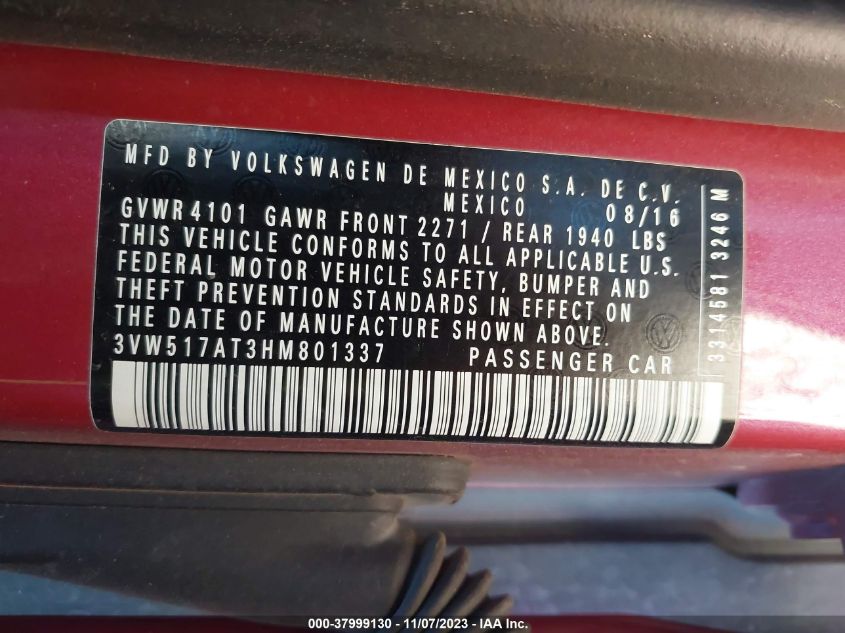 MFD BY VOLKSWAGEN DE MEXICO S.A. DE C.V.
MEXICO 08/16
GVWR4101 GAWR FRONT 2271 / REAR 1940 LBS
THIS VEHICLE CONFORMS TO ALL APPLICABLE U.S.
FEDERAL MOTOR VEHICLE SAFETY, BUMPER AND
THEFT PREVENTION STANDARDS IN EFFECT ON
THE DATE OF MANUFACTURE SHOWN ABOVE.
3VW517AT3HM801337 PASSENGER CAR
3314581 3246 M
000-37999130 - 11/07/2023 - IAA Inc.